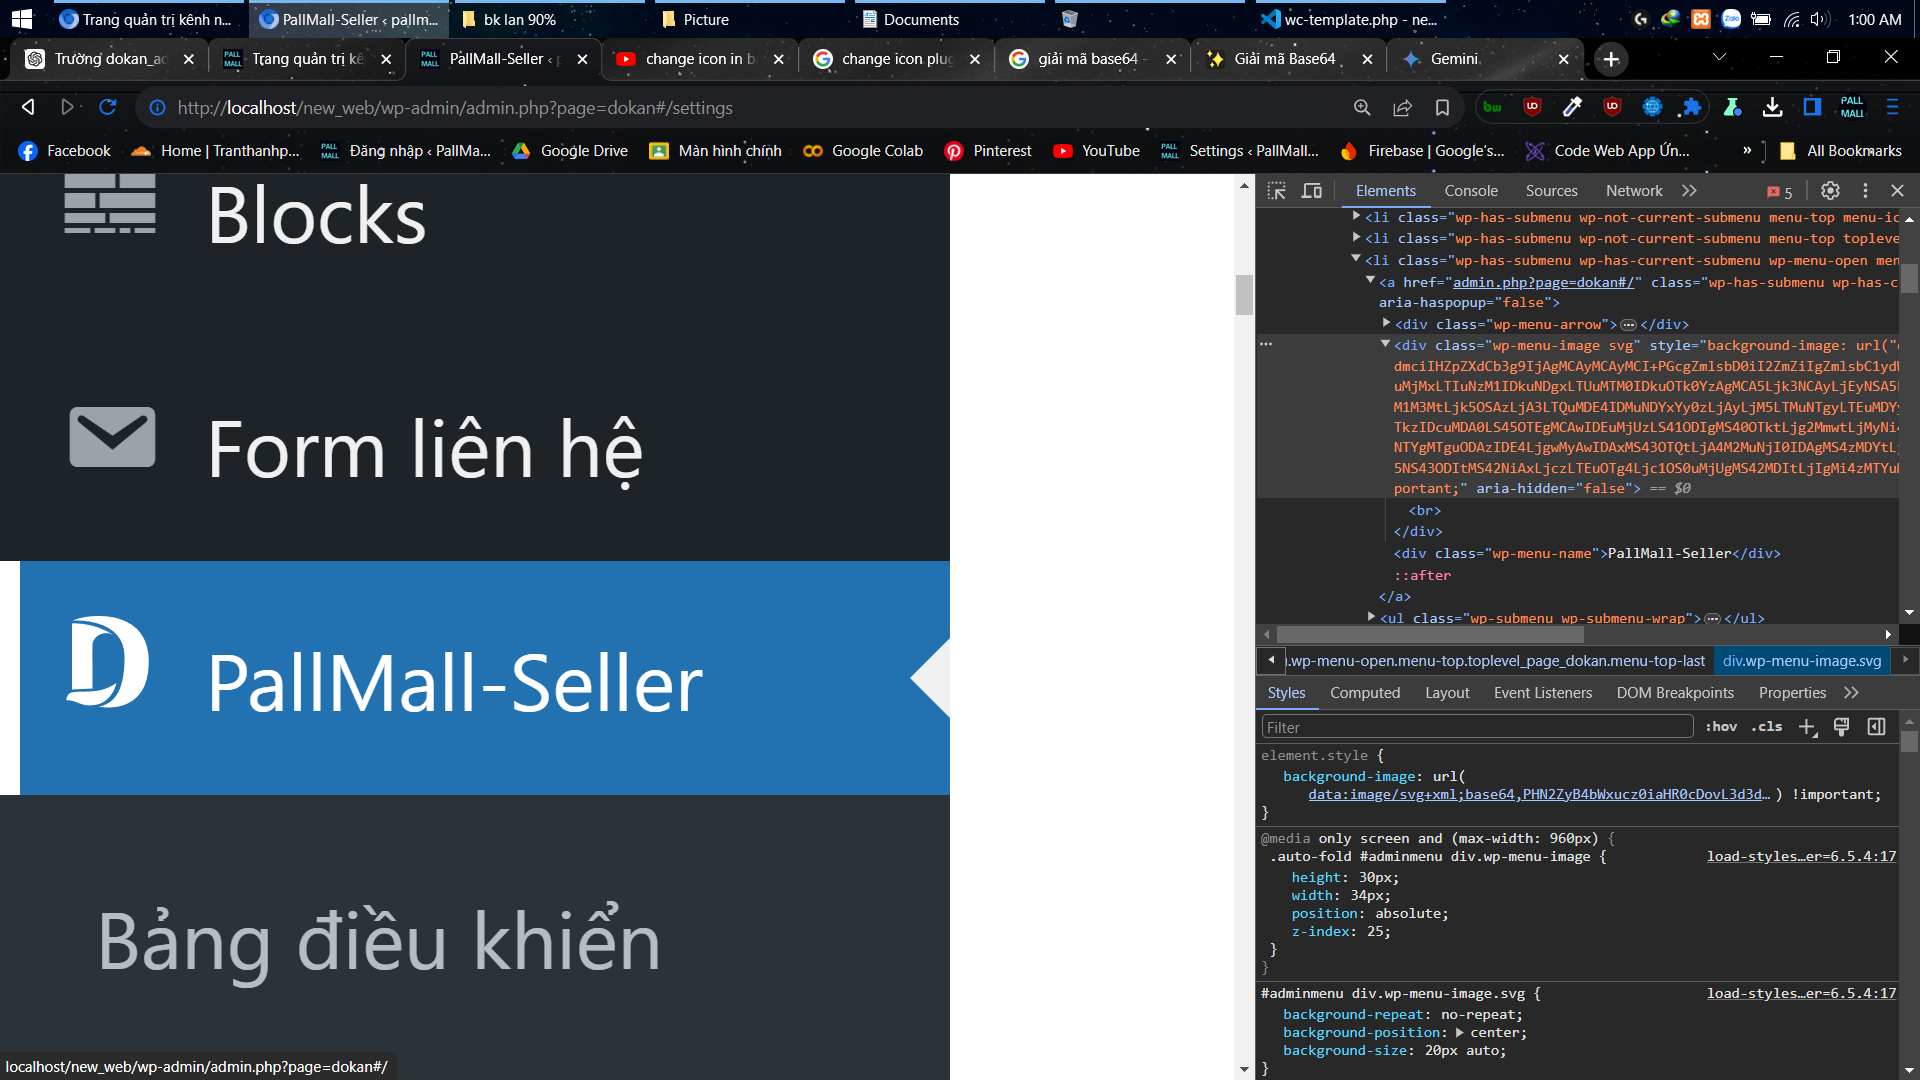 Trang quản trị kênh n...
PallMall-Seller ‹ pallm...
bk lan 90%
Picture
Documents
wc-template.php - ne...
Zalo
1:00 AM
Trường dokan_ad
Trang quản trị kê
PallMall-Seller ‹ p
change icon in b
change icon plug
giải mã base64 -
Giải mã Base64
Gemini
http://localhost/new_web/wp-admin/admin.php?page=dokan#/settings
PALL
MALL
Facebook
Home | Tranthanhp...
Đăng nhập ‹ PallMa...
Google Drive
Màn hình chính
Google Colab
Pinterest
YouTube
Settings ‹ PallMall...
Firebase | Google's...
Code Web App Ứn...
»
All Bookmarks
Blocks
Form liên hệ
PallMall-Seller
Bảng điều khiển
localhost/new_web/wp-admin/admin.php?page=dokan#/
Elements
Console
Sources
Network
5
<li class="wp-has-submenu wp-not-current-submenu menu-top menu-ic
<li class="wp-has-submenu wp-not-current-submenu menu-top topleve
<li class="wp-has-submenu wp-has-current-submenu wp-menu-open men
<a href="admin.php?page=dokan#/" class="wp-has-submenu wp-has-c
aria-haspopup="false">
<div class="wp-menu-arrow">⋯</div>
<div class="wp-menu-image svg" style="background-image: url("
portant;" aria-hidden="false"> == $0
<br>
</div>
<div class="wp-menu-name">PallMall-Seller</div>
::after
</a>
<ul class="wp-submenu wp-submenu-wrap">⋯</ul>
.wp-menu-open.menu-top.toplevel_page_dokan.menu-top-last
div.wp-menu-image.svg
Styles
Computed
Layout
Event Listeners
DOM Breakpoints
Properties
Filter
:hov
.cls
element.style {
background-image: url(
data:image/svg+xml;base64,PHN2ZyB4bWxucz0iaHR0cDovL3d3d… ) !important;
}
@media only screen and (max-width: 960px) {
.auto-fold #adminmenu div.wp-menu-image {
load-styles…er=6.5.4:17
height: 30px;
width: 34px;
position: absolute;
z-index: 25;
}
}
#adminmenu div.wp-menu-image.svg {
load-styles…er=6.5.4:17
background-repeat: no-repeat;
background-position: center;
background-size: 20px auto;
}